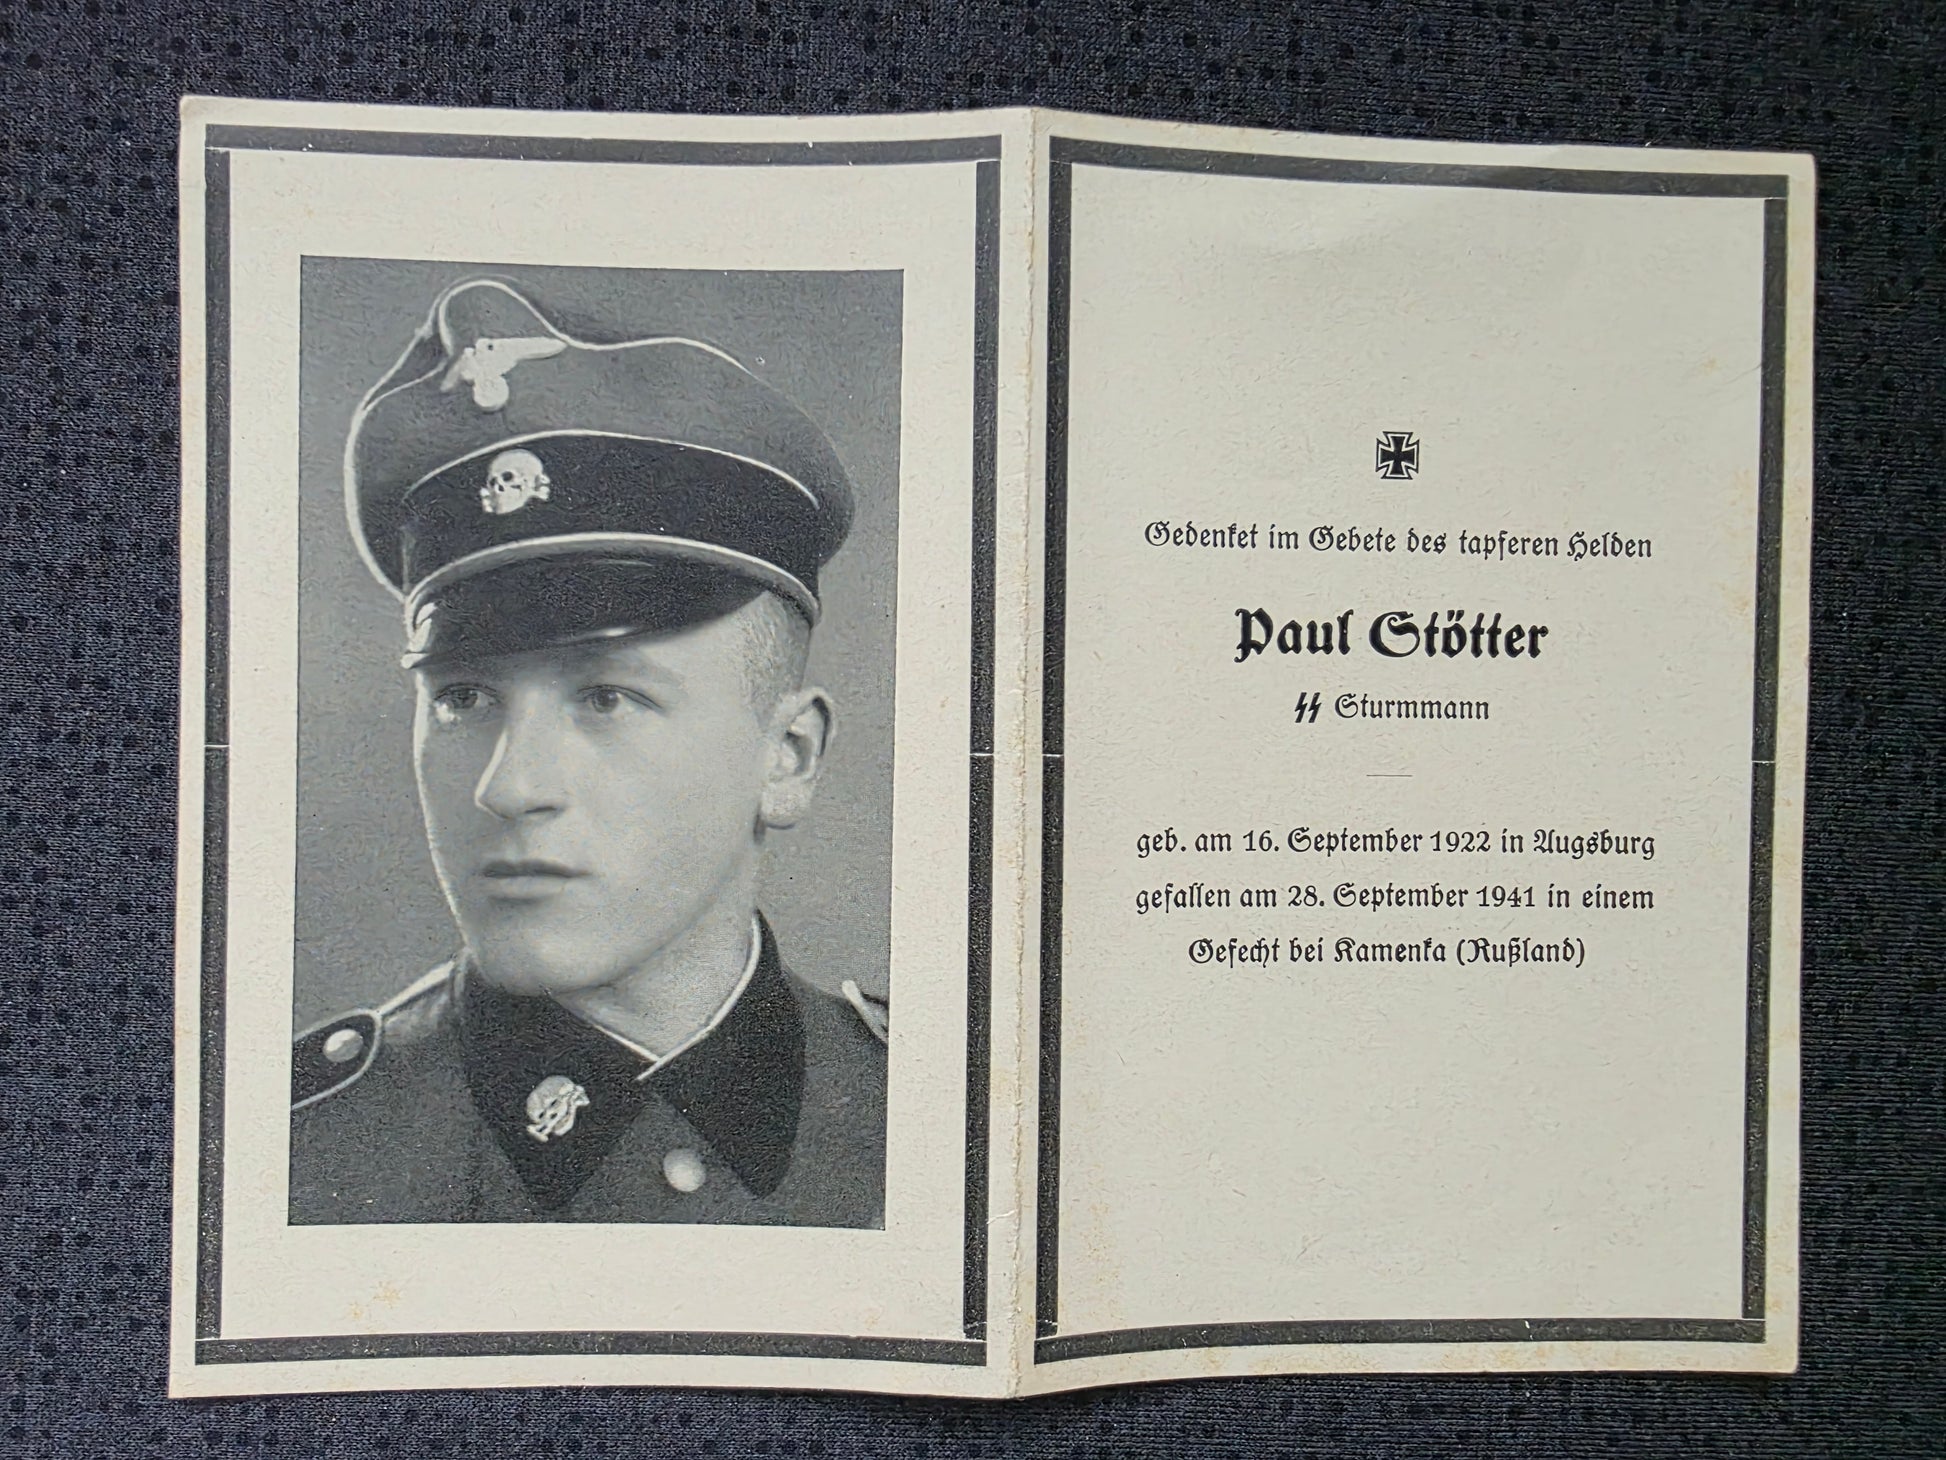 Gedenket im Gebete des tapferen Helden
Paul Stötter
SS Sturmmann
geb. am 16. September 1922 in Augsburg
gefallen am 28. September 1941 in einem
Gefecht bei Kamenka (Rußland)